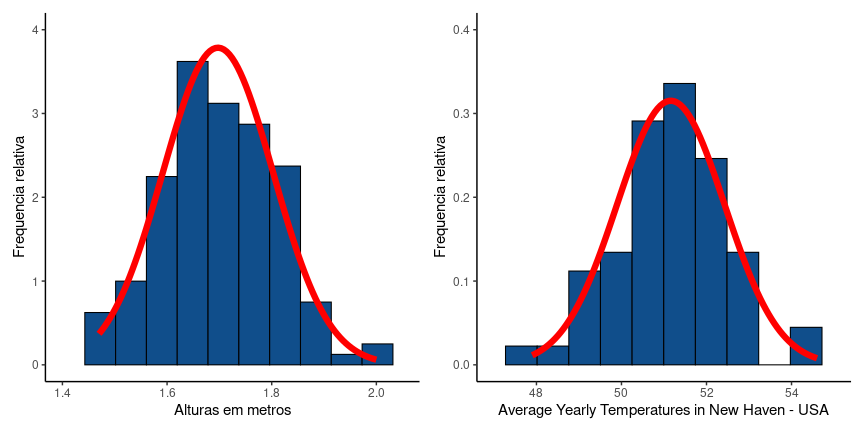 4
3
2
1
0
Frequencia relativa
1.4 1.6 1.8 2.0
Alturas em metros
0.4
0.3
0.2
0.1
0.0
Frequencia relativa
48 50 52 54
Average Yearly Temperatures in New Haven - USA